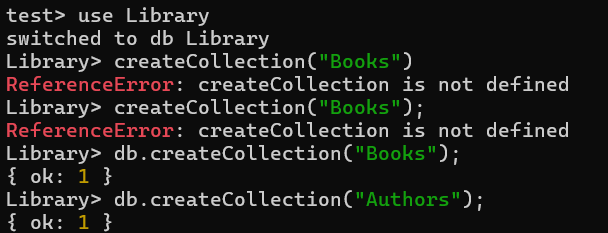 test> use Library
switched to db Library
Library> createCollection("Books")
ReferenceError: createCollection is not defined
Library> createCollection("Books");
ReferenceError: createCollection is not defined
Library> db.createCollection("Books");
{ ok: 1 }
Library> db.createCollection("Authors");
{ ok: 1 }